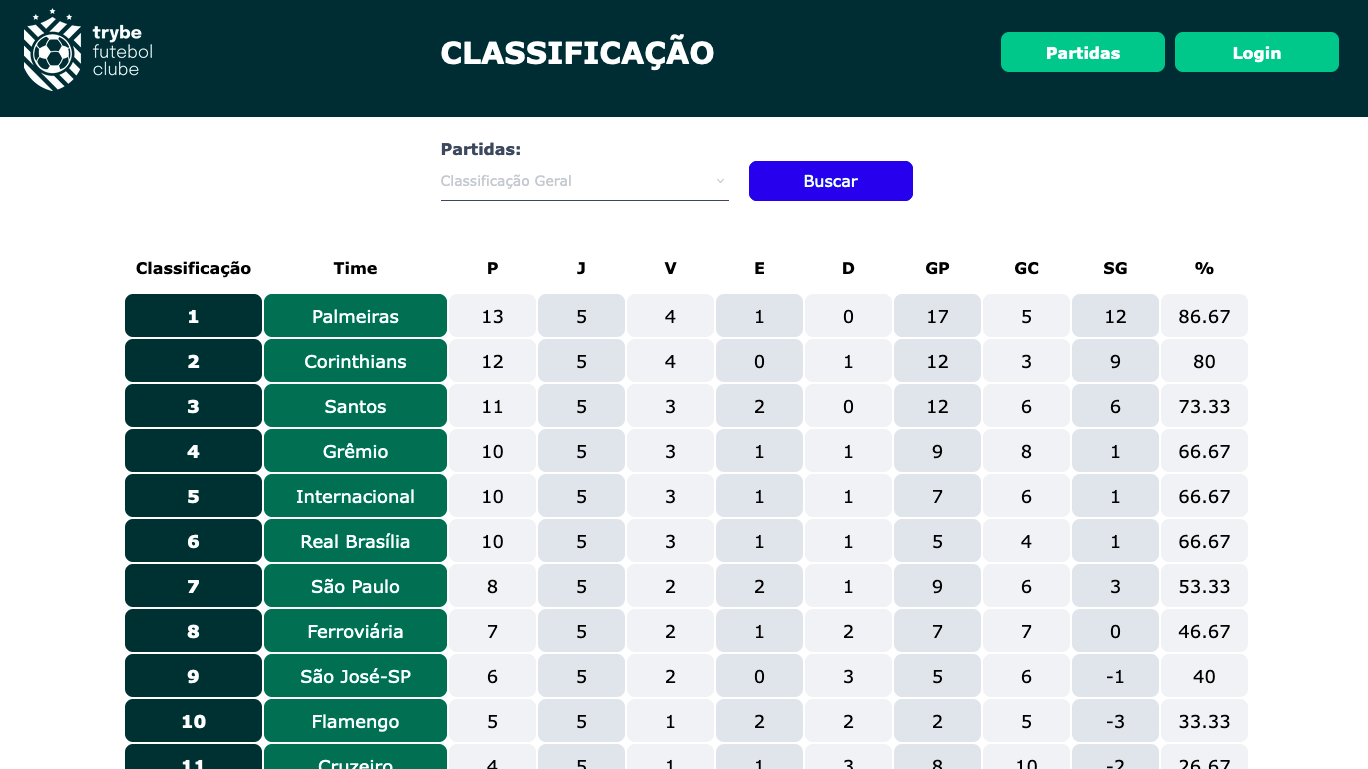 trybe
futebol
clube
CLASSIFICAÇÃO
Partidas
Login
Partidas:
Classificação Geral
Buscar
Classificação Time P J V E D GP GC SG %
1 Palmeiras 13 5 4 1 0 17 5 12 86.67
2 Corinthians 12 5 4 0 1 12 3 9 80
3 Santos 11 5 3 2 0 12 6 6 73.33
4 Grêmio 10 5 3 1 1 9 8 1 66.67
5 Internacional 10 5 3 1 1 7 6 1 66.67
6 Real Brasília 10 5 3 1 1 5 4 1 66.67
7 São Paulo 8 5 2 2 1 9 6 3 53.33
8 Ferroviária 7 5 2 1 2 7 7 0 46.67
9 São José-SP 6 5 2 0 3 5 6 -1 40
10 Flamengo 5 5 1 2 2 2 5 -3 33.33
11 Cruzeiro 4 5 1 1 3 8 10 -2 26.67